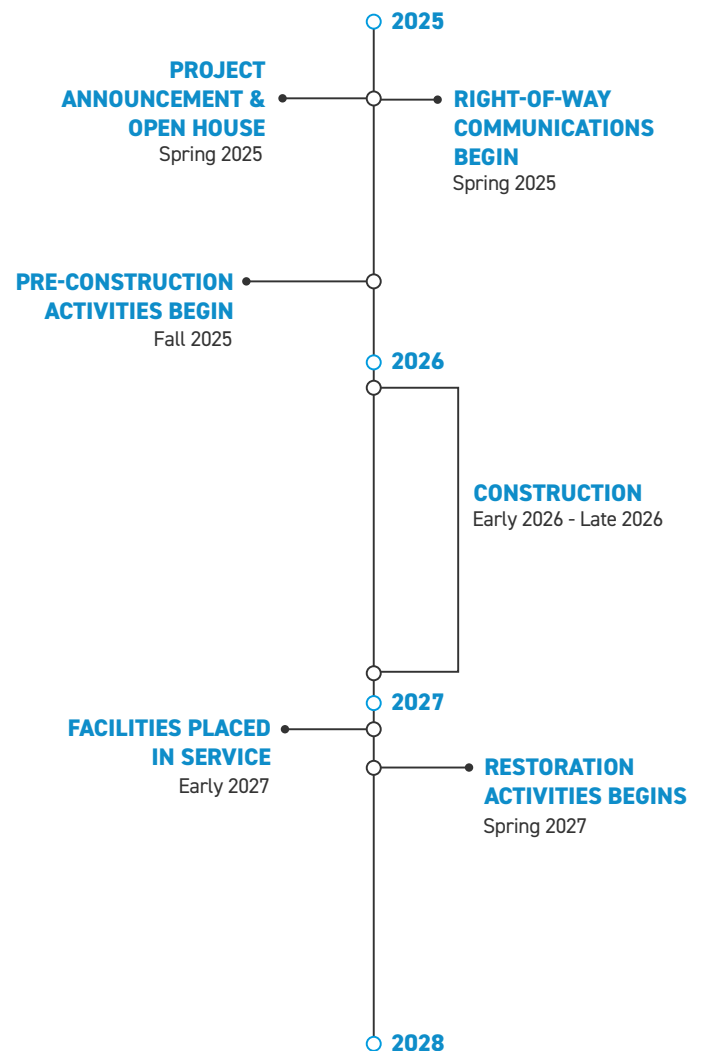 2025
PROJECT
ANNOUNCEMENT &
OPEN HOUSE
Spring 2025
RIGHT-OF-WAY
COMMUNICATIONS
BEGIN
Spring 2025
PRE-CONSTRUCTION
ACTIVITIES BEGIN
Fall 2025
2026
CONSTRUCTION
Early 2026 - Late 2026
2027
FACILITIES PLACED
IN SERVICE
Early 2027
RESTORATION
ACTIVITIES BEGINS
Spring 2027
2028